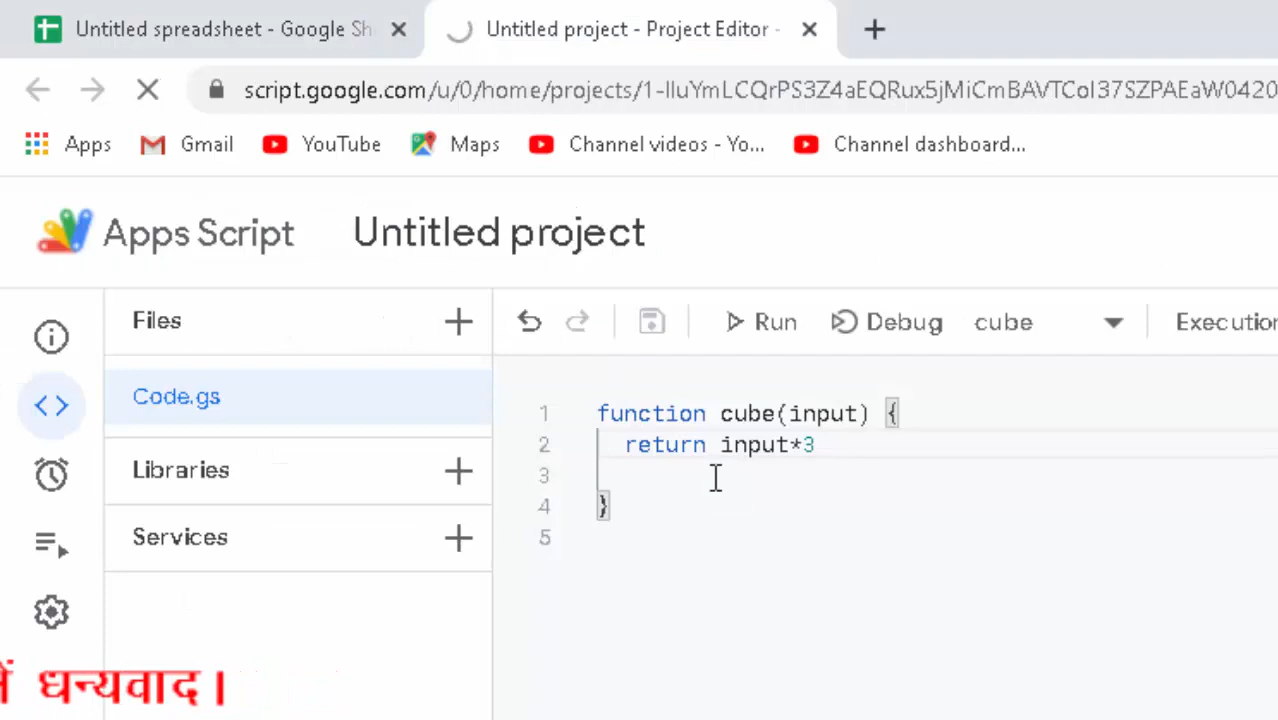 Untitled spreadsheet - Google Sh
Untitled project - Project Editor -
script.google.com/u/0/home/projects/1-IIuYmLCQrPS3Z4aEQRux5jMiCmBAVTCoI37SZPAEaW0420
Apps
Gmail
YouTube
Maps
Channel videos - Yo...
Channel dashboard...
Apps Script
Untitled project
Files
Run
Debug
cube
Execution
Code.gs
Libraries
Services
1 function cube(input) {
2 return input*3
3
4 }
5
में धन्यवाद।